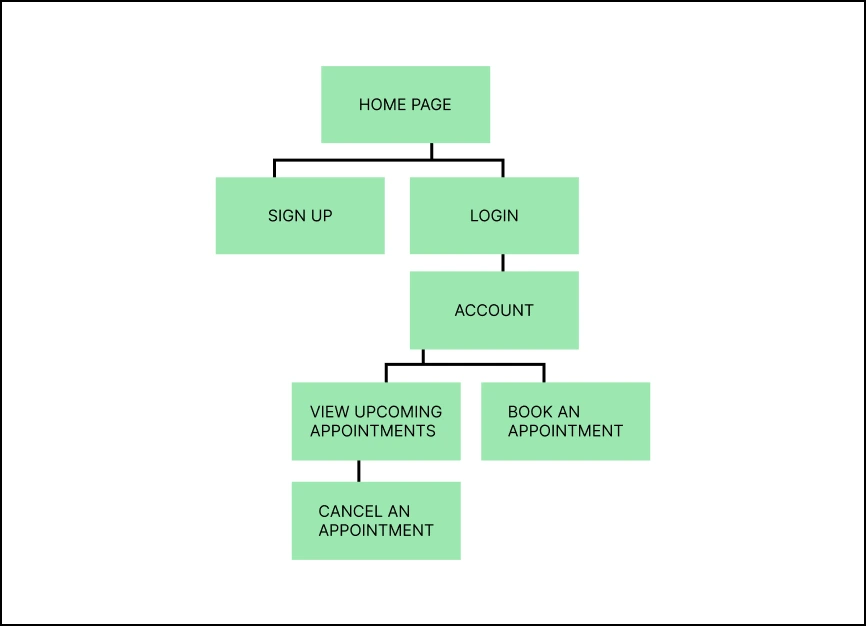 HOME PAGE
SIGN UP
LOGIN
ACCOUNT
VIEW UPCOMING
APPOINTMENTS
BOOK AN
APPOINTMENT
CANCEL AN
APPOINTMENT